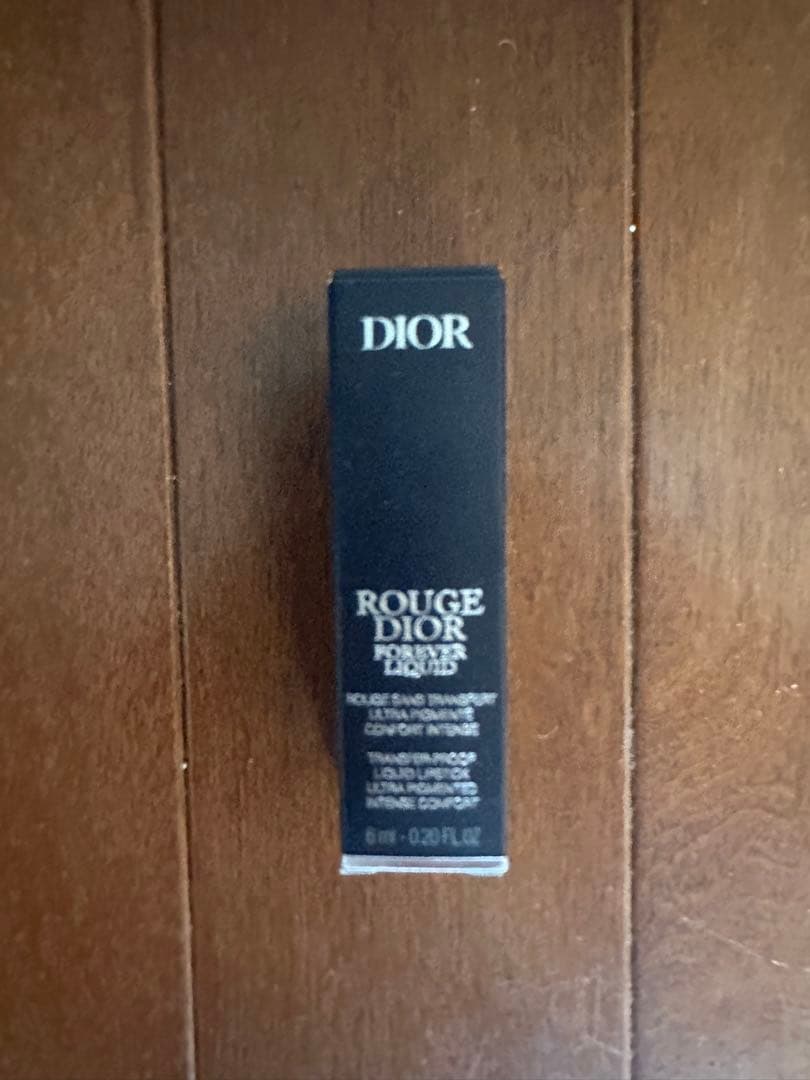 DIOR
ROUGE
DIOR
FOREVER
LIQUID
ROUGE SANS TRANSFERT
ULTRA PIGMENTÉ
CONFORT INTENSE
TRANSFER-PROOF
LIQUID LIPSTICK
ULTRA PIGMENTED
INTENSE COMFORT
6 ml - 0.20 FL.OZ